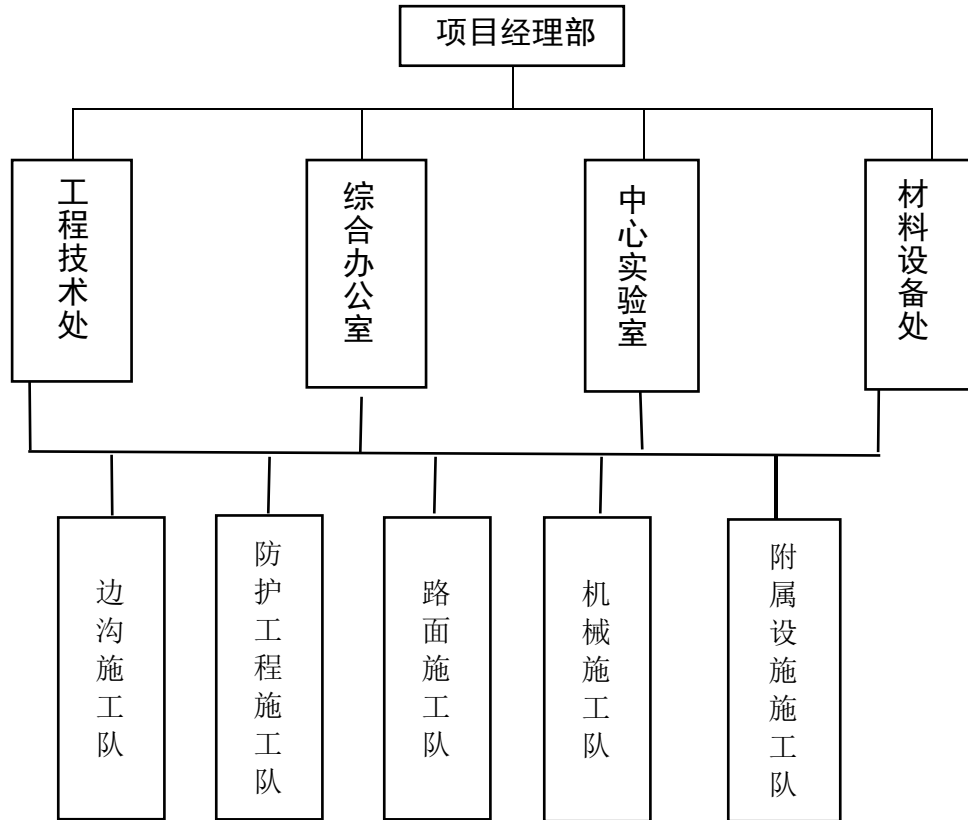 项目经理部
工程技术处
综合办公室
中心实验室
材料设备处
边沟施工队
防护工程施工队
路面施工队
机械施工队
附属设施施工队